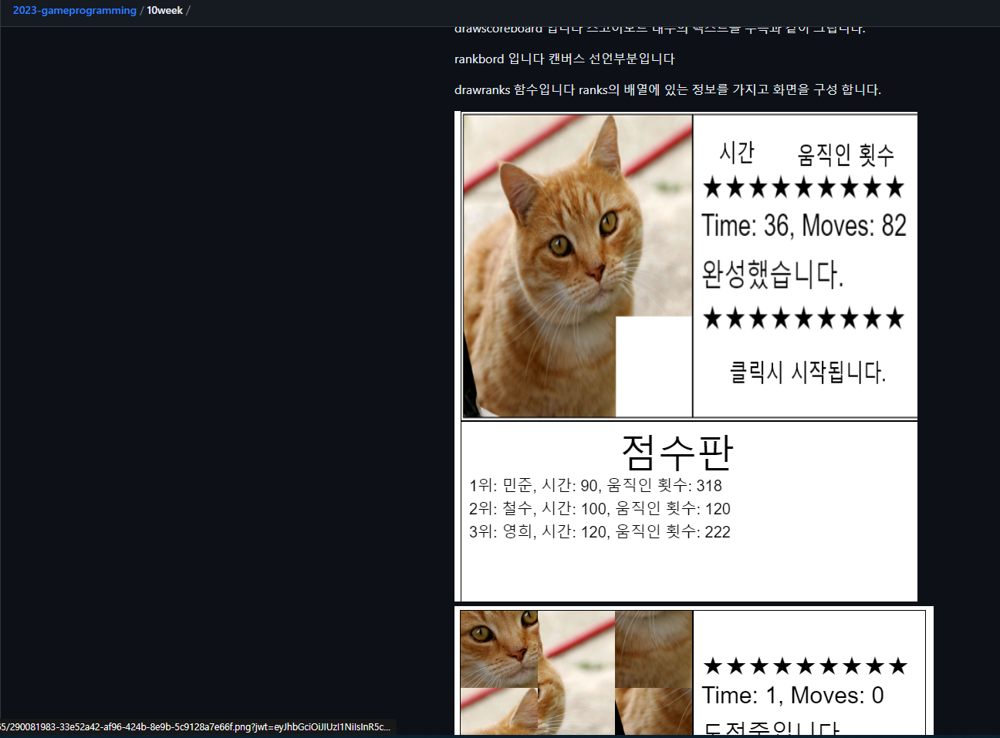 2023-gameprogramming / 10week /
drawscoreboard 입니다 스코어보드 내부의 텍스트를 누속과 같이 그립니다.
rankbord 입니다 캔버스 선언부분입니다
drawranks 함수입니다 ranks의 배열에 있는 정보를 가지고 화면을 구성 합니다.
시간 움직인 횟수
★★★★★★★★★
Time: 36, Moves: 82
완성했습니다.
★★★★★★★★★
클릭시 시작됩니다.
점수판
1위: 민준, 시간: 90, 움직인 횟수: 318
2위: 철수, 시간: 100, 움직인 횟수: 120
3위: 영희, 시간: 120, 움직인 횟수: 222
★★★★★★★★★
Time: 1, Moves: 0
도전중입니다
5/290081983-33e52a42-af96-424b-8e9b-5c9128a7e66f.png?jwt=eyJhbGciOiJIUzI1NiIsInR5c...